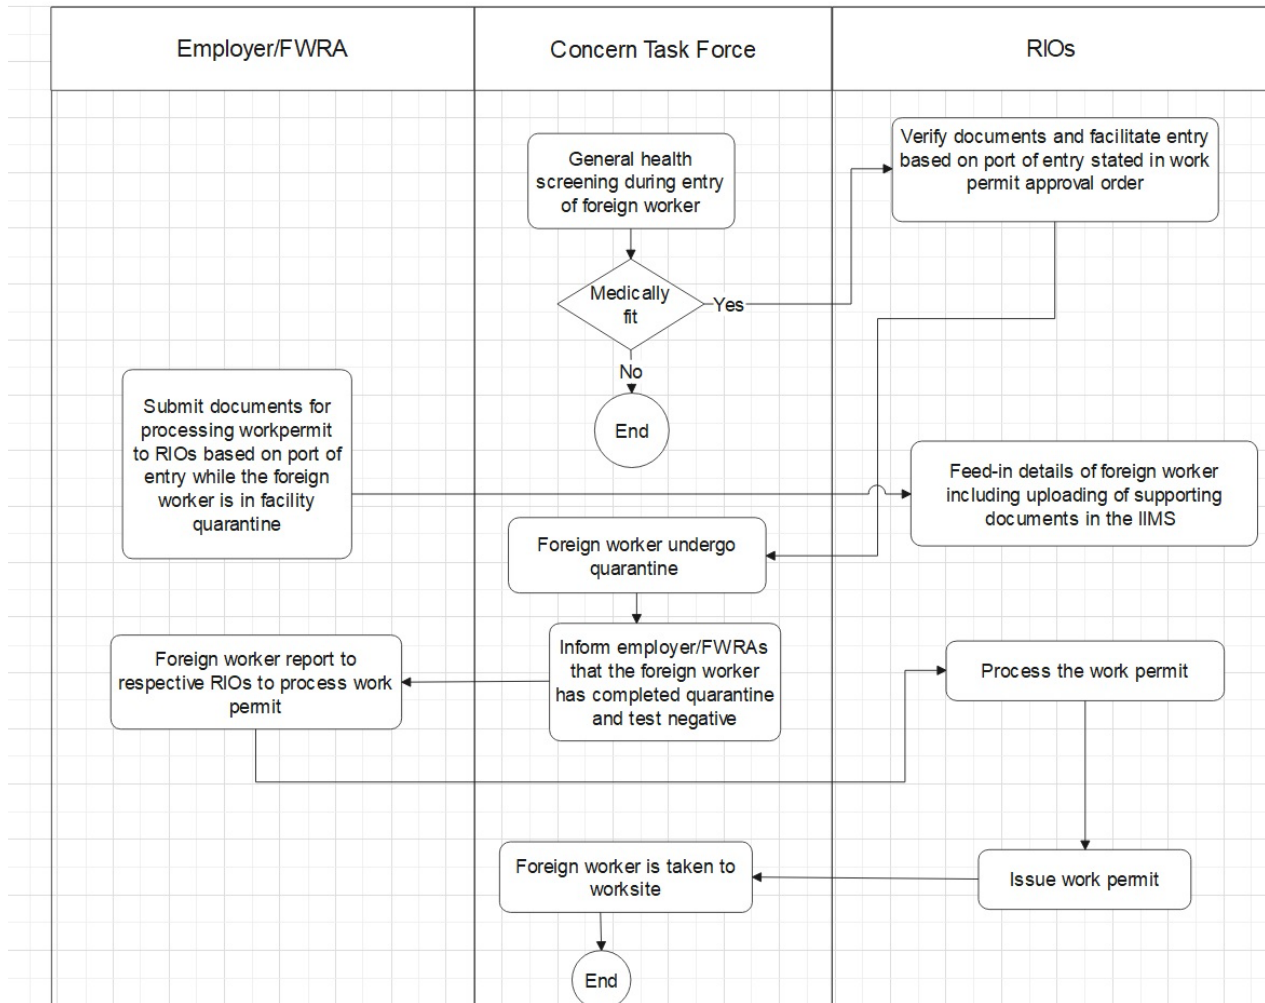 Employer/FWRA
Concern Task Force
RIOs
General health
screening during entry
of foreign worker
Verify documents and facilitate entry
based on port of entry stated in work
permit approval order
Medically
fit
Yes
No
End
Submit documents for
processing workpermit
to RIOs based on port of
entry while the foreign
worker is in facility
quarantine
Feed-in details of foreign worker
including uploading of supporting
documents in the IIMS
Foreign worker undergo
quarantine
Foreign worker report to
respective RIOs to process work
permit
Inform employer/FWRAs
that the foreign worker
has completed quarantine
and test negative
Process the work permit
Foreign worker is taken to
worksite
Issue work permit
End